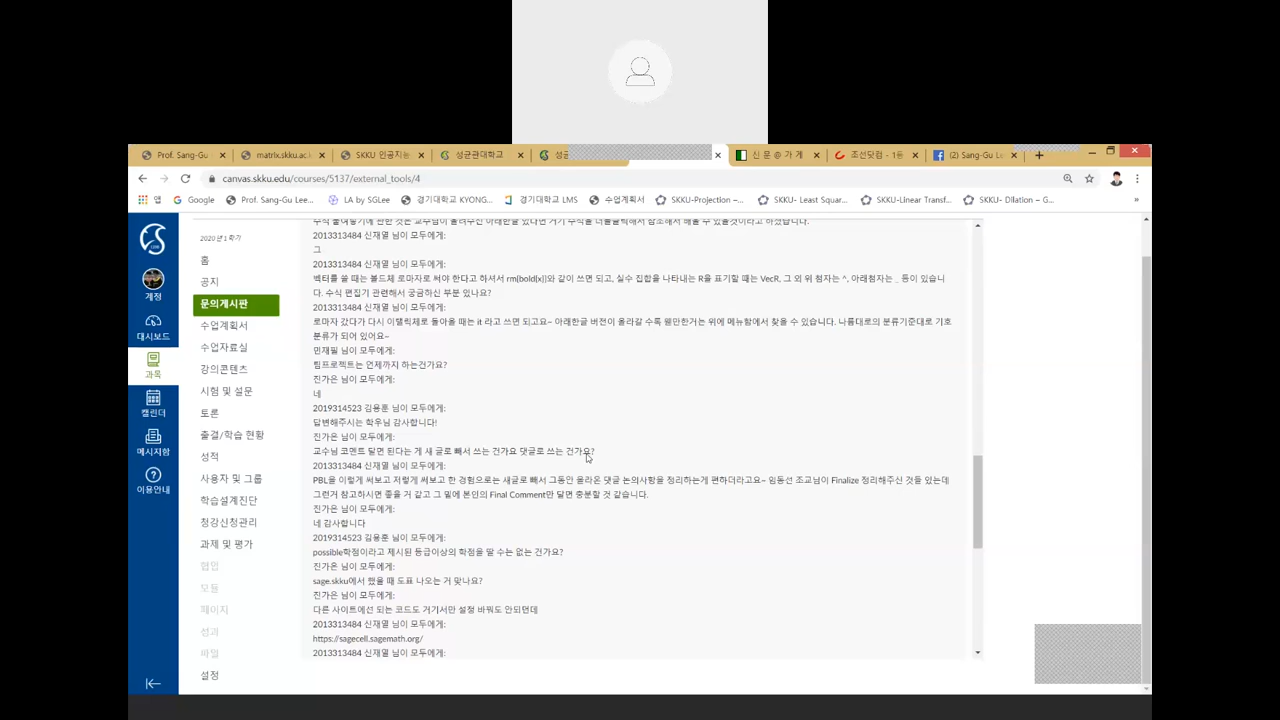 Prof. Sang-Gu
matrix.skku.ac.k
SKKU 인공지능
성균관대학교
성균
신 문 @ 가 게
조선닷컴 - 1등
(2) Sang-Gu Le
canvas.skku.edu/courses/5137/external_tools/4
앱
Google
Prof. Sang-Gu Lee...
LA by SGLee
경기대학교 KYONG...
경기대학교 LMS
수업계획서
SKKU-Projection –...
SKKU- Least Squar...
SKKU-Linear Transf...
SKKU- Dilation – G...
»
계정
대시보드
과목
캘린더
메시지함
이용안내
2020년 1학기
홈
공지
문의게시판
수업계획서
수업자료실
강의콘텐츠
시험 및 설문
토론
출결/학습 현황
성적
사용자 및 그룹
학습설계진단
청강신청관리
과제 및 평가
협업
모듈
페이지
성과
파일
설정
2013313484 신재열 님이 모두에게:
그
2013313484 신재열 님이 모두에게:
벡터를 쓸 때는 볼드체 로마자로 써야 한다고 하셔서 rm{bold{x}}와 같이 쓰면 되고, 실수 집합을 나타내는 R을 표기할 때는 VecR, 그 외 위 첨자는 ^, 아래첨자는 _ 등이 있습니
다. 수식 편집기 관련해서 궁금하신 부분 있나요?
2013313484 신재열 님이 모두에게:
로마자 갔다가 다시 이탤릭체로 돌아올 때는 it 라고 쓰면 되고요~ 아래한글 버전이 올라갈 수록 웬만한거는 위에 메뉴함에서 찾을 수 있습니다. 나름대로의 분류기준대로 기호
분류가 되어 있어요~
민재필 님이 모두에게:
팀프로젝트는 언제까지 하는건가요?
진가은 님이 모두에게:
네
2019314523 김용훈 님이 모두에게:
답변해주시는 학우님 감사합니다!
진가은 님이 모두에게:
교수님 코멘트 달면 된다는 게 새 글로 빼서 쓰는 건가요 댓글로 쓰는 건가요?
2013313484 신재열 님이 모두에게:
PBL을 이렇게 써보고 저렇게 써보고 한 경험으로는 새글로 빼서 그동안 올라온 댓글 논의사항을 정리하는게 편하더라고요~ 임동선 조교님이 Finalize 정리해주신 것들 있는데
그런거 참고하시면 좋을 거 같고 그 밑에 본인의 Final Comment만 달면 충분할 것 같습니다.
진가은 님이 모두에게:
네 감사합니다
2019314523 김용훈 님이 모두에게:
possible학점이라고 제시된 등급이상의 학점을 딸 수는 없는 건가요?
진가은 님이 모두에게:
sage.skku에서 했을 때 도표 나오는 거 맞나요?
진가은 님이 모두에게:
다른 사이트에선 되는 코드도 거기서만 설정 바꿔도 안되던데
2013313484 신재열 님이 모두에게:
https://sagecell.sagemath.org/
2013313484 신재열 님이 모두에게: